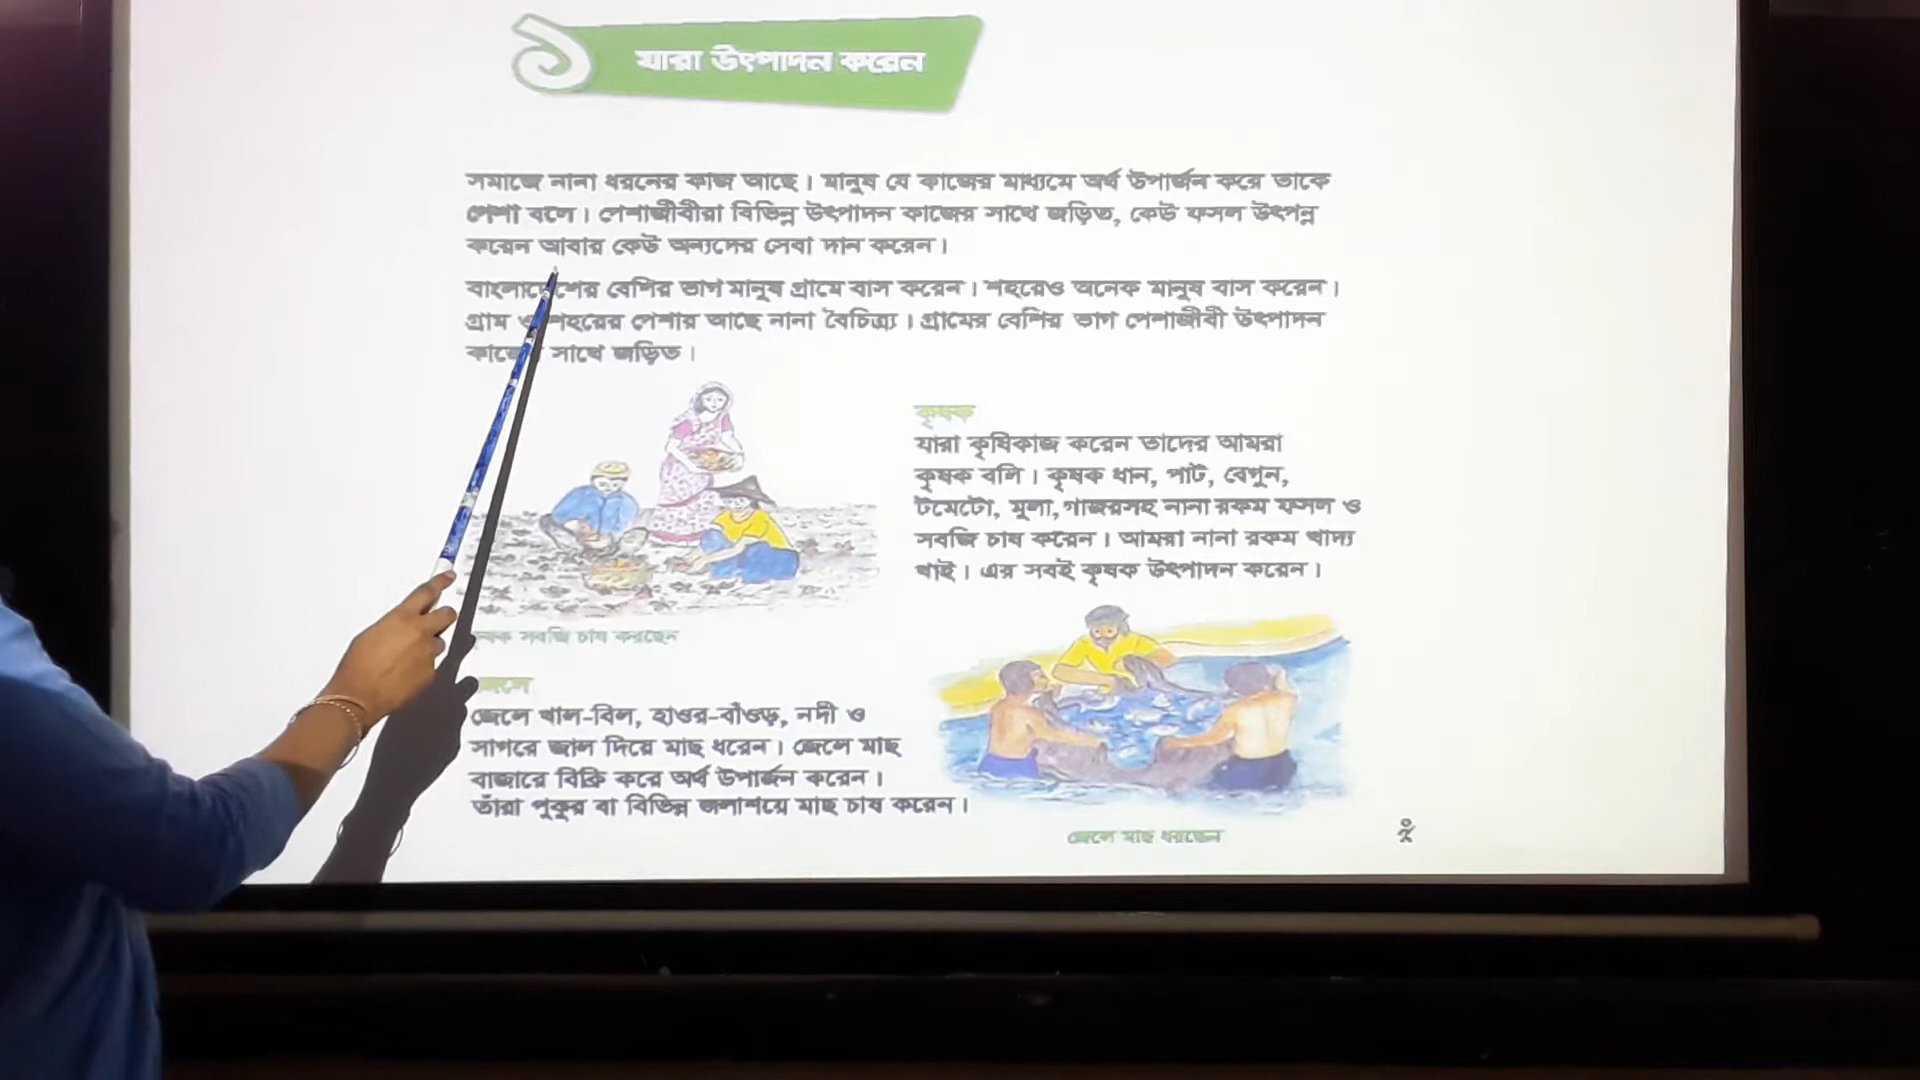 ১
যারা উৎপাদন করেন
সমাজে নানা ধরনের কাজ আছে। মানুষ যে কাজের মাধ্যমে অর্থ উপার্জন করে তাকে
পেশা বলে। পেশাজীবীরা বিভিন্ন উৎপাদন কাজের সাথে জড়িত, কেউ ফসল উৎপন্ন
করেন আবার কেউ অন্যদের সেবা দান করেন।
বাংলাদেশের বেশির ভাগ মানুষ গ্রামে বাস করেন। শহরেও অনেক মানুষ বাস করেন।
গ্রাম ও শহরের পেশার আছে নানা বৈচিত্র্য। গ্রামের বেশির ভাগ পেশাজীবী উৎপাদন
কাজের সাথে জড়িত।
কৃষক
যারা কৃষিকাজ করেন তাদের আমরা
কৃষক বলি। কৃষক ধান, পাট, বেগুন,
টমেটো, মুলা, গাজরসহ নানা রকম ফসল ও
সবজি চাষ করেন। আমরা নানা রকম খাদ্য
খাই। এর সবই কৃষক উৎপাদন করেন।
কৃষক সবজি চাষ করছেন
জেলে
জেলে খাল-বিল, হাওর-বাঁওড়, নদী ও
সাগরে জাল দিয়ে মাছ ধরেন। জেলে মাছ
বাজারে বিক্রি করে অর্থ উপার্জন করেন।
তাঁরা পুকুর বা বিভিন্ন জলাশয়ে মাছ চাষ করেন।
জেলে মাছ ধরছেন